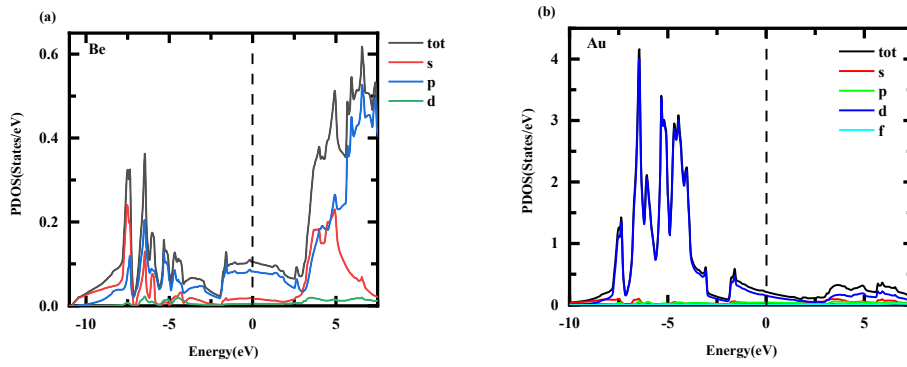 (a)
Be
tot
s
p
d
PDOS(States/eV)
0.6
0.4
0.2
0.0
-10
-5
0
5
Energy(eV)
(b)
Au
tot
s
p
d
f
PDOS(States/eV)
4
3
2
1
0
-10
-5
0
5
Energy(eV)